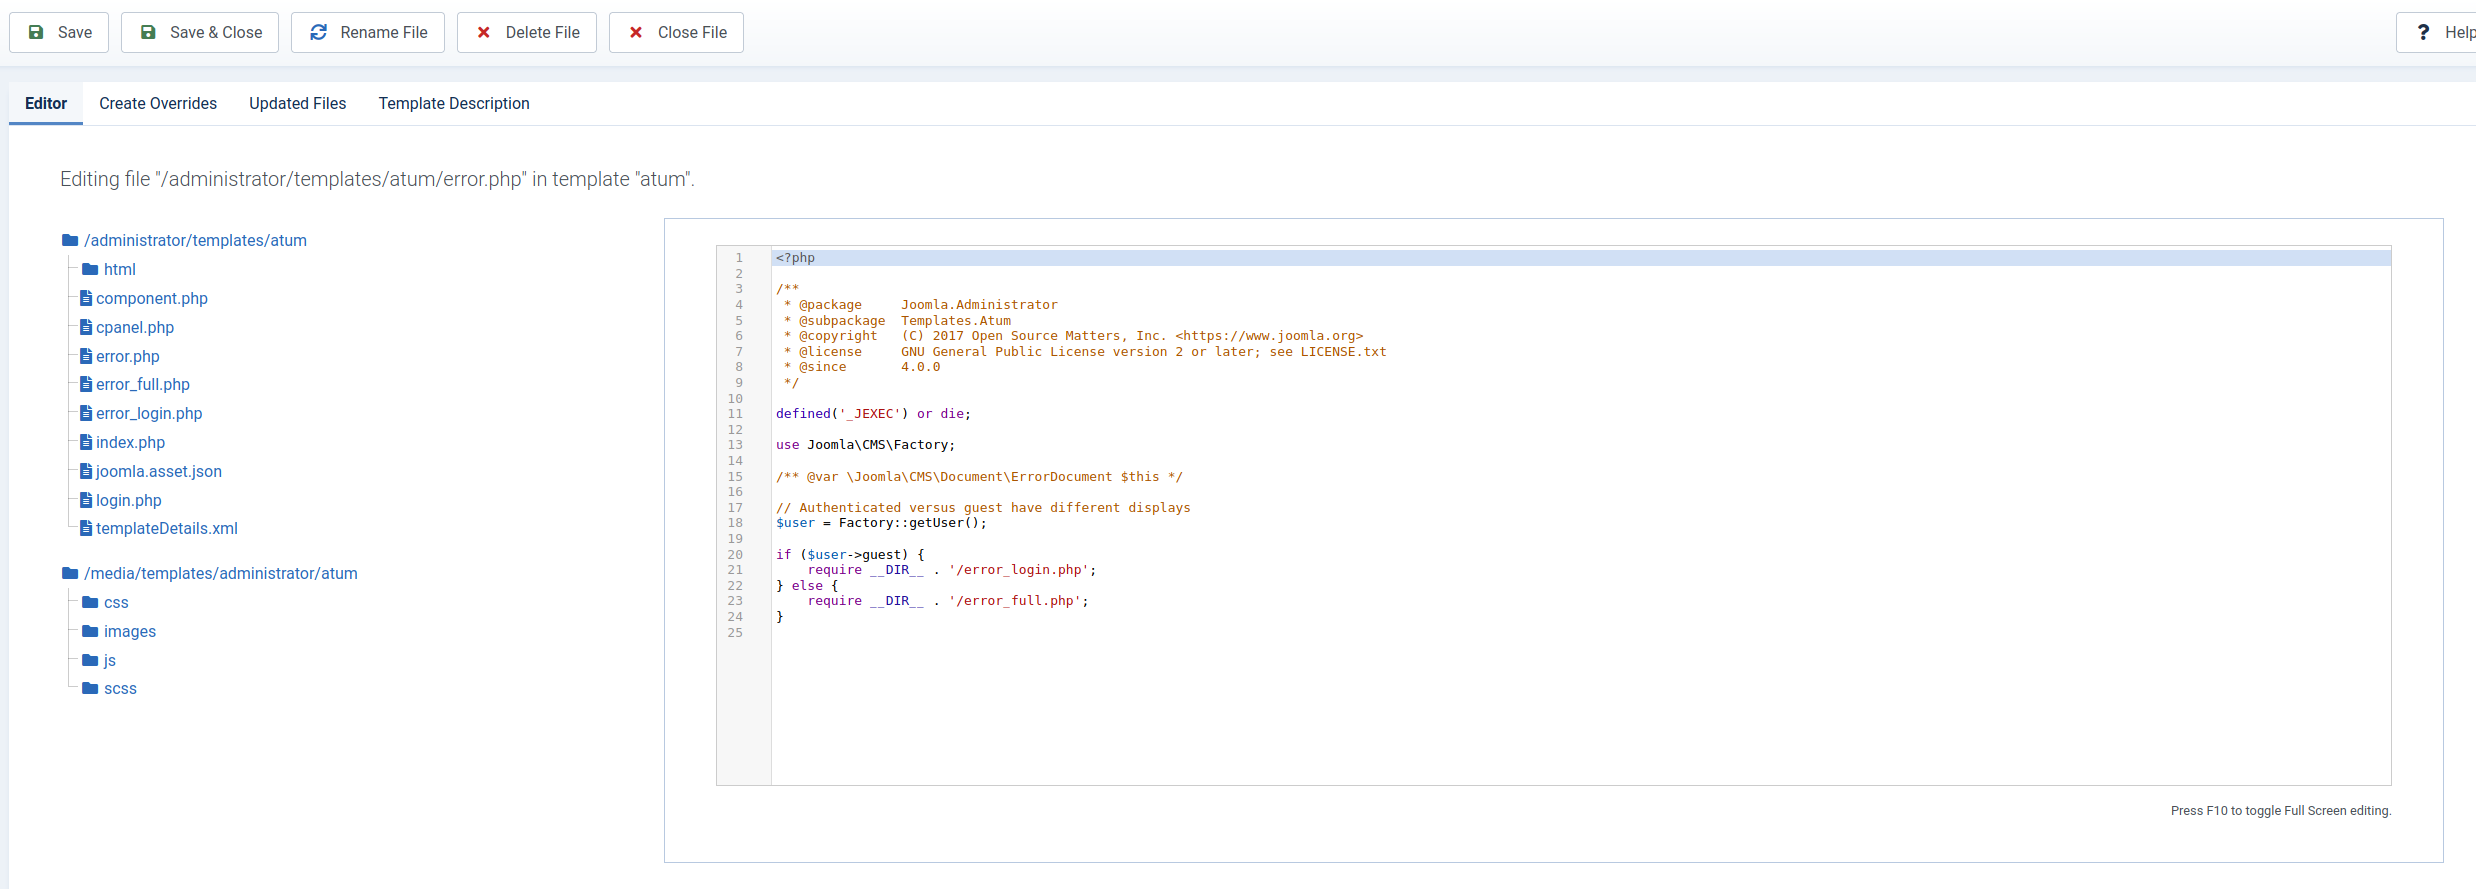 Save
Save & Close
Rename File
Delete File
Close File
? Help
Editor
Create Overrides
Updated Files
Template Description
Editing file "/administrator/templates/atum/error.php" in template "atum".
/administrator/templates/atum
html
component.php
cpanel.php
error.php
error_full.php
error_login.php
index.php
joomla.asset.json
login.php
templateDetails.xml
/media/templates/administrator/atum
css
images
js
scss
1 <?php
2
3 /**
4  * @package     Joomla.Administrator
5  * @subpackage  Templates.Atum
6  * @copyright   (C) 2017 Open Source Matters, Inc. <https://www.joomla.org>
7  * @license     GNU General Public License version 2 or later; see LICENSE.txt
8  * @since       4.0.0
9  */
10
11 defined('_JEXEC') or die;
12
13 use Joomla\CMS\Factory;
14
15 /** @var \Joomla\CMS\Document\ErrorDocument $this */
16
17 // Authenticated versus guest have different displays
18 $user = Factory::getUser();
19
20 if ($user->guest) {
21     require __DIR__ . '/error_login.php';
22 } else {
23     require __DIR__ . '/error_full.php';
24 }
25
Press F10 to toggle Full Screen editing.